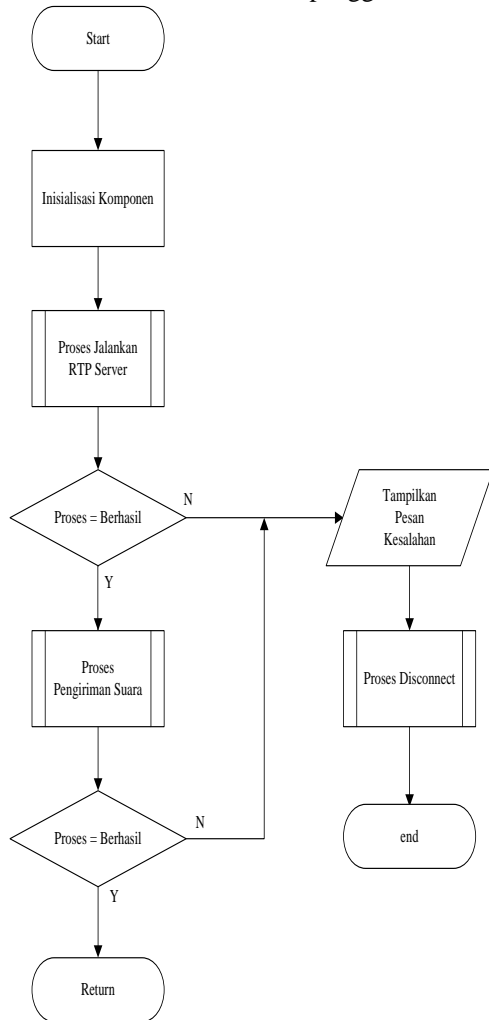 Start
Inisialisasi Komponen
Proses Jalankan
RTP Server
Proses = Berhasil
N
Y
Tampilkan
Pesan
Kesalahan
Proses
Pengiriman Suara
Proses Disconnect
Proses = Berhasil
N
Y
end
Return